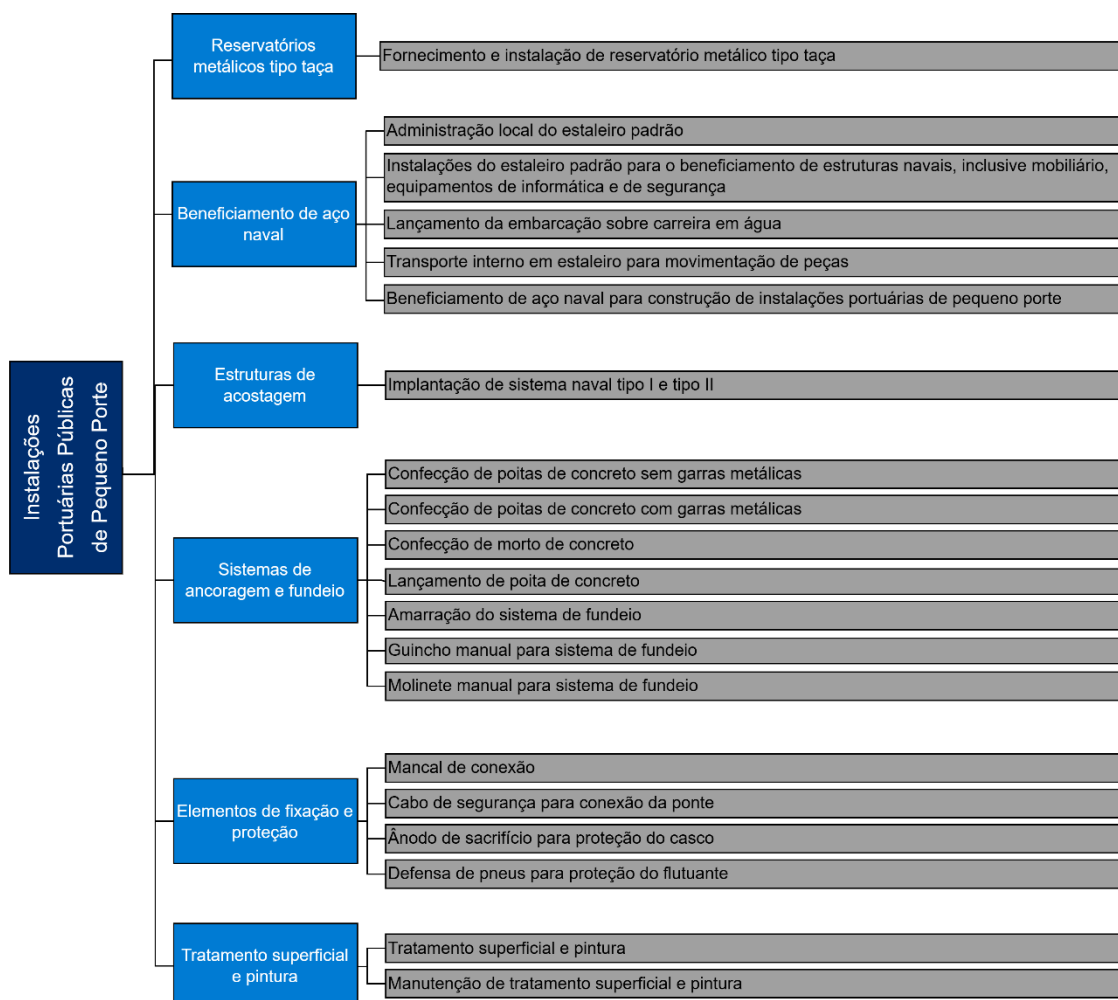 Instalações
Portuárias Públicas
de Pequeno Porte
Reservatórios
metálicos tipo taça
Fornecimento e instalação de reservatório metálico tipo taça
Beneficiamento de aço
naval
Administração local do estaleiro padrão
Instalações do estaleiro padrão para o beneficiamento de estruturas navais, inclusive mobiliário,
equipamentos de informática e de segurança
Lançamento da embarcação sobre carreira em água
Transporte interno em estaleiro para movimentação de peças
Beneficiamento de aço naval para construção de instalações portuárias de pequeno porte
Estruturas de
acostagem
Implantação de sistema naval tipo I e tipo II
Sistemas de
ancoragem e fundeio
Confecção de poitas de concreto sem garras metálicas
Confecção de poitas de concreto com garras metálicas
Confecção de morto de concreto
Lançamento de poita de concreto
Amarração do sistema de fundeio
Guincho manual para sistema de fundeio
Molinete manual para sistema de fundeio
Elementos de fixação e
proteção
Mancal de conexão
Cabo de segurança para conexão da ponte
Ânodo de sacrifício para proteção do casco
Defensa de pneus para proteção do flutuante
Tratamento superficial
e pintura
Tratamento superficial e pintura
Manutenção de tratamento superficial e pintura